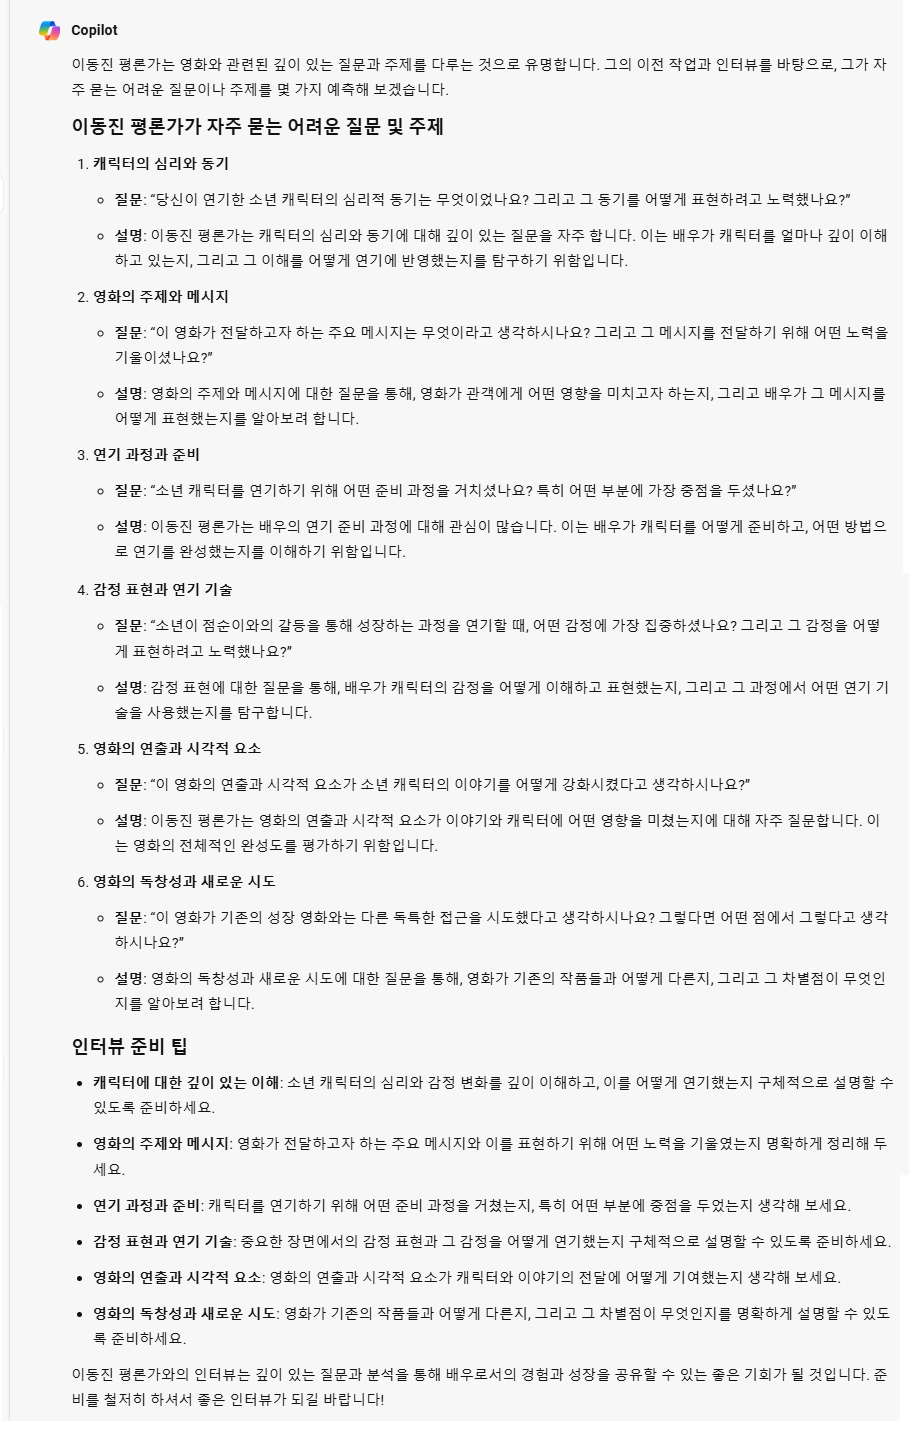 Copilot
이동진 평론가는 영화와 관련된 깊이 있는 질문과 주제를 다루는 것으로 유명합니다. 그의 이전 작업과 인터뷰를 바탕으로, 그가 자
주 묻는 어려운 질문이나 주제를 몇 가지 예측해 보겠습니다.
이동진 평론가가 자주 묻는 어려운 질문 및 주제
1. 캐릭터의 심리와 동기
◦ 질문: “당신이 연기한 소년 캐릭터의 심리적 동기는 무엇이었나요? 그리고 그 동기를 어떻게 표현하려고 노력했나요?”
◦ 설명: 이동진 평론가는 캐릭터의 심리와 동기에 대해 깊이 있는 질문을 자주 합니다. 이는 배우가 캐릭터를 얼마나 깊이 이해
하고 있는지, 그리고 그 이해를 어떻게 연기에 반영했는지를 탐구하기 위함입니다.
2. 영화의 주제와 메시지
◦ 질문: “이 영화가 전달하고자 하는 주요 메시지는 무엇이라고 생각하시나요? 그리고 그 메시지를 전달하기 위해 어떤 노력을
기울이셨나요?”
◦ 설명: 영화의 주제와 메시지에 대한 질문을 통해, 영화가 관객에게 어떤 영향을 미치고자 하는지, 그리고 배우가 그 메시지를
어떻게 표현했는지를 알아보려 합니다.
3. 연기 과정과 준비
◦ 질문: “소년 캐릭터를 연기하기 위해 어떤 준비 과정을 거치셨나요? 특히 어떤 부분에 가장 중점을 두셨나요?”
◦ 설명: 이동진 평론가는 배우의 연기 준비 과정에 대해 관심이 많습니다. 이는 배우가 캐릭터를 어떻게 준비하고, 어떤 방법으
로 연기를 완성했는지를 이해하기 위함입니다.
4. 감정 표현과 연기 기술
◦ 질문: “소년이 점순이와의 갈등을 통해 성장하는 과정을 연기할 때, 어떤 감정에 가장 집중하셨나요? 그리고 그 감정을 어떻
게 표현하려고 노력했나요?”
◦ 설명: 감정 표현에 대한 질문을 통해, 배우가 캐릭터의 감정을 어떻게 이해하고 표현했는지, 그리고 그 과정에서 어떤 연기 기
술을 사용했는지를 탐구합니다.
5. 영화의 연출과 시각적 요소
◦ 질문: “이 영화의 연출과 시각적 요소가 소년 캐릭터의 이야기를 어떻게 강화시켰다고 생각하시나요?”
◦ 설명: 이동진 평론가는 영화의 연출과 시각적 요소가 이야기와 캐릭터에 어떤 영향을 미쳤는지에 대해 자주 질문합니다. 이
는 영화의 전체적인 완성도를 평가하기 위함입니다.
6. 영화의 독창성과 새로운 시도
◦ 질문: “이 영화가 기존의 성장 영화와는 다른 독특한 접근을 시도했다고 생각하시나요? 그렇다면 어떤 점에서 그렇다고 생각
하시나요?”
◦ 설명: 영화의 독창성과 새로운 시도에 대한 질문을 통해, 영화가 기존의 작품들과 어떻게 다른지, 그리고 그 차별점이 무엇인
지를 알아보려 합니다.
인터뷰 준비 팁
• 캐릭터에 대한 깊이 있는 이해: 소년 캐릭터의 심리와 감정 변화를 깊이 이해하고, 이를 어떻게 연기했는지 구체적으로 설명할 수
있도록 준비하세요.
• 영화의 주제와 메시지: 영화가 전달하고자 하는 주요 메시지와 이를 표현하기 위해 어떤 노력을 기울였는지 명확하게 정리해 두
세요.
• 연기 과정과 준비: 캐릭터를 연기하기 위해 어떤 준비 과정을 거쳤는지, 특히 어떤 부분에 중점을 두었는지 생각해 보세요.
• 감정 표현과 연기 기술: 중요한 장면에서의 감정 표현과 그 감정을 어떻게 연기했는지 구체적으로 설명할 수 있도록 준비하세요.
• 영화의 연출과 시각적 요소: 영화의 연출과 시각적 요소가 캐릭터와 이야기의 전달에 어떻게 기여했는지 생각해 보세요.
• 영화의 독창성과 새로운 시도: 영화가 기존의 작품들과 어떻게 다른지, 그리고 그 차별점이 무엇인지를 명확하게 설명할 수 있도
록 준비하세요.
이동진 평론가와의 인터뷰는 깊이 있는 질문과 분석을 통해 배우로서의 경험과 성장을 공유할 수 있는 좋은 기회가 될 것입니다. 준
비를 철저히 하셔서 좋은 인터뷰가 되길 바랍니다!